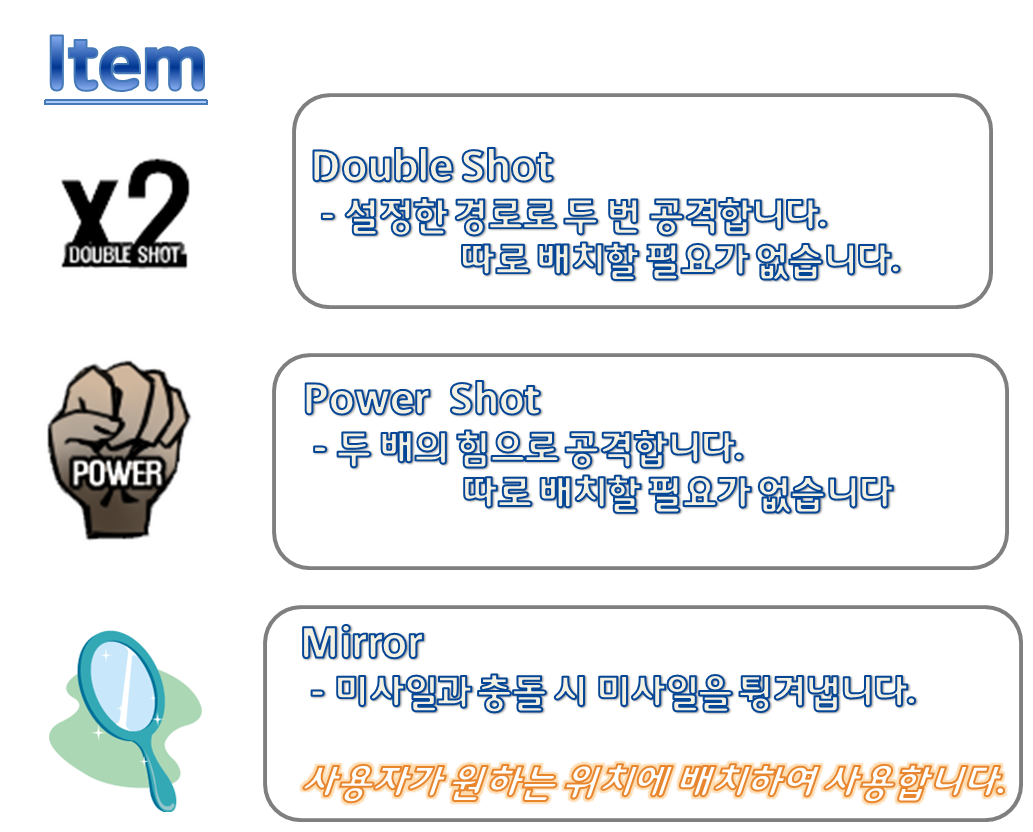 Item
x2
DOUBLE SHOT
Double Shot
- 설정한 경로로 두 번 공격합니다.
따로 배치할 필요가 없습니다.
POWER
Power Shot
- 두 배의 힘으로 공격합니다.
따로 배치할 필요가 없습니다
Mirror
- 미사일과 충돌 시 미사일을 튕겨냅니다.
사용자가 원하는 위치에 배치하여 사용합니다.